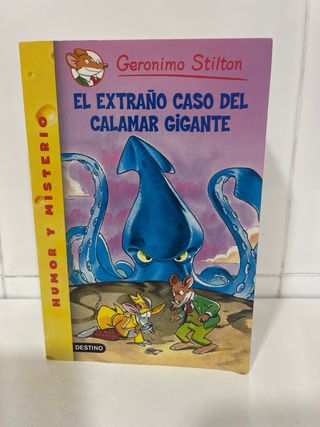 Geronimo Stilton
EL EXTRAÑO CASO DEL
CALAMAR GIGANTE
HUMOR Y MISTERIO
DESTINO